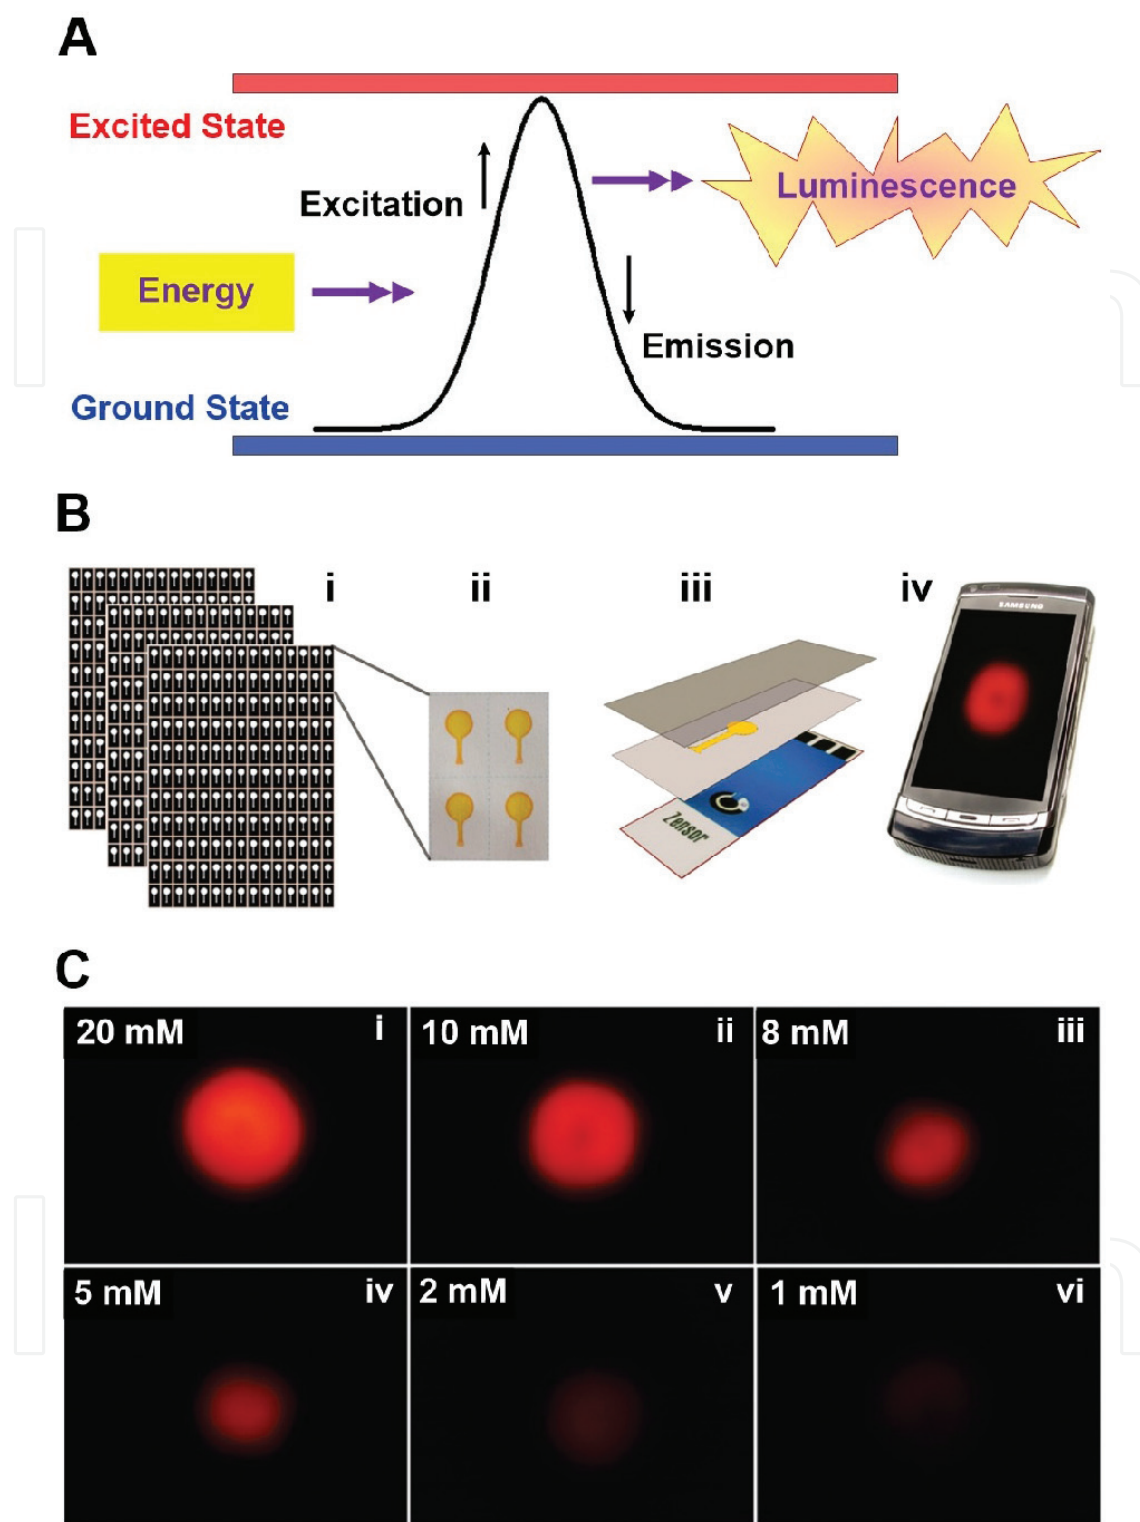 A
Excited State
Excitation
Luminescence
Energy
Emission
Ground State
B
i
ii
iii
iv
SAMSUNG
Zensor
C
20 mM
i
10 mM
ii
8 mM
iii
5 mM
iv
2 mM
v
1 mM
vi